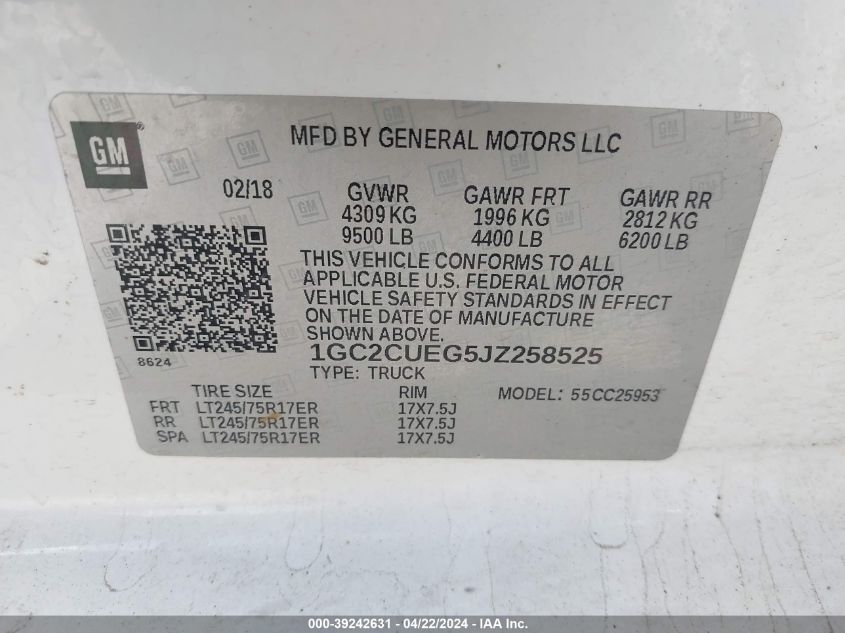 GM
MFD BY GENERAL MOTORS LLC
02/18 GVWR GAWR FRT GAWR RR
4309 KG 1996 KG 2812 KG
9500 LB 4400 LB 6200 LB
THIS VEHICLE CONFORMS TO ALL
APPLICABLE U.S. FEDERAL MOTOR
VEHICLE SAFETY STANDARDS IN EFFECT
ON THE DATE OF MANUFACTURE
SHOWN ABOVE.
8624
1GC2CUEG5JZ258525
TYPE: TRUCK
TIRE SIZE RIM MODEL: 55CC25953
FRT LT245/75R17ER 17X7.5J
RR LT245/75R17ER 17X7.5J
SPA LT245/75R17ER 17X7.5J
000-39242631 - 04/22/2024 - IAA, Inc.